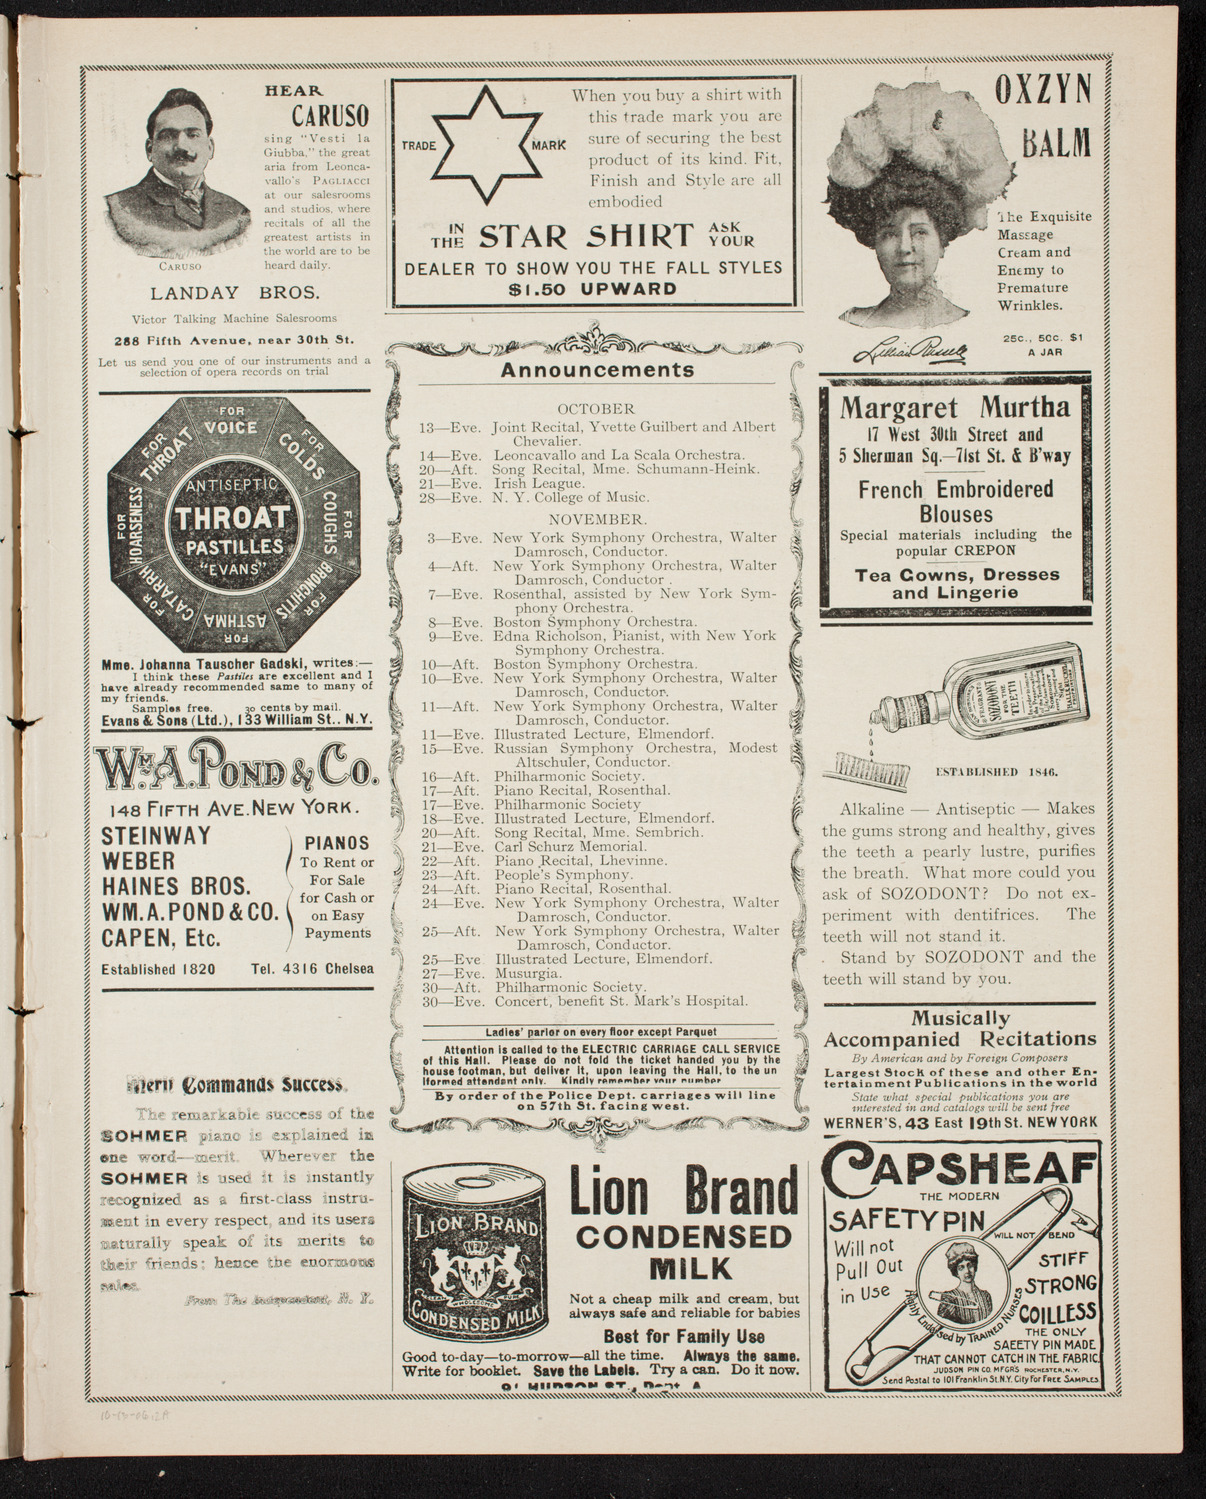 HEAR
CARUSO
sing "Vesti la
Giubba," the great
aria from Leonca-
vallo's PAGLIACCI
at our salesrooms
and studios, where
recitals of all the
greatest artists in
the world are to be
heard daily.
CARUSO
LANDAY BROS.
Victor Talking Machine Salesrooms
288 Fifth Avenue, near 30th St.
Let us send you one of our instruments and a
selection of opera records on trial
FOR VOICE
FOR COLDS
FOR COUGHS
FOR BRONCHITIS
FOR ASTHMA
FOR CATARRH
FOR HOARSENESS
FOR THROAT
ANTISEPTIC
THROAT
PASTILLES
"EVANS"
Mme. Johanna Tauscher Gadski, writes:—
I think these Pastiles are excellent and I
have already recommended same to many of
my friends.
Samples free. 30 cents by mail.
Evans & Sons (Ltd.), 133 William St., N.Y.
WM. A. POND & CO.
148 FIFTH AVE. NEW YORK.
STEINWAY
WEBER
HAINES BROS.
WM. A. POND & CO.
CAPEN, Etc.
PIANOS
To Rent or
For Sale
for Cash or
on Easy
Payments
Established 1820 Tel. 4316 Chelsea
Merit Commands Success.
The remarkable success of the
SOHMER piano is explained in
one word—merit. Wherever the
SOHMER is used it is instantly
recognized as a first-class instru-
ment in every respect, and its users
naturally speak of its merits to
their friends; hence the enormous
sales.
From The Independent, N. Y.
TRADE MARK
When you buy a shirt with
this trade mark you are
sure of securing the best
product of its kind. Fit,
Finish and Style are all
embodied
IN THE STAR SHIRT ASK YOUR
DEALER TO SHOW YOU THE FALL STYLES
$1.50 UPWARD
Announcements
OCTOBER
13—Eve. Joint Recital, Yvette Guilbert and Albert
Chevalier.
14—Eve. Leoncavallo and La Scala Orchestra.
20—Aft. Song Recital, Mme. Schumann-Heink.
21—Eve. Irish League.
28—Eve. N. Y. College of Music.
NOVEMBER.
3—Eve. New York Symphony Orchestra, Walter
Damrosch, Conductor.
4—Aft. New York Symphony Orchestra, Walter
Damrosch, Conductor .
7—Eve. Rosenthal, assisted by New York Sym-
phony Orchestra.
8—Eve. Boston Symphony Orchestra.
9—Eve. Edna Richolson, Pianist, with New York
Symphony Orchestra.
10—Aft. Boston Symphony Orchestra.
10—Eve. New York Symphony Orchestra, Walter
Damrosch, Conductor.
11—Aft. New York Symphony Orchestra, Walter
Damrosch, Conductor.
11—Eve. Illustrated Lecture, Elmendorf.
15—Eve. Russian Symphony Orchestra, Modest
Altschuler, Conductor.
16—Aft. Philharmonic Society.
17—Aft. Piano Recital, Rosenthal.
17—Eve. Philharmonic Society
18—Eve. Illustrated Lecture, Elmendorf.
20—Aft. Song Recital, Mme. Sembrich.
21—Eve. Carl Schurz Memorial.
22—Aft. Piano Recital, Lhevinne.
23—Aft. People's Symphony.
24—Aft. Piano Recital, Rosenthal.
24—Eve. New York Symphony Orchestra, Walter
Damrosch, Conductor.
25—Aft. New York Symphony Orchestra, Walter
Damrosch, Conductor.
25—Eve. Illustrated Lecture, Elmendorf.
27—Eve. Musurgia.
30—Aft. Philharmonic Society.
30—Eve. Concert, benefit St. Mark's Hospital.
Ladies' parlor on every floor except Parquet
Attention is called to the ELECTRIC CARRIAGE CALL SERVICE
of this Hall. Please do not fold the ticket handed you by the
house footman, but deliver it, upon leaving the Hall, to the un
iformed attendant only. Kindly remember your number
By order of the Police Dept. carriages will line
on 57th St. facing west.
LION BRAND
CONDENSED MILK
Lion Brand
CONDENSED
MILK
Not a cheap milk and cream, but
always safe and reliable for babies
Best for Family Use
Good to-day—to-morrow—all the time. Always the same.
Write for booklet. Save the Labels. Try a can. Do it now.
91 HUDSON ST., Dept. A
OXZYN
BALM
The Exquisite
Massage
Cream and
Enemy to
Premature
Wrinkles.
25c., 50c. $1
A JAR
Lillian Russell
Margaret Murtha
17 West 30th Street and
5 Sherman Sq.—71st St. & B'way
French Embroidered
Blouses
Special materials including the
popular CREPON
Tea Gowns, Dresses
and Lingerie
SOZODONT
FOR THE
TEETH
ESTABLISHED 1846.
Alkaline — Antiseptic — Makes
the gums strong and healthy, gives
the teeth a pearly lustre, purifies
the breath. What more could you
ask of SOZODONT? Do not ex-
periment with dentifrices. The
teeth will not stand it.
Stand by SOZODONT and the
teeth will stand by you.
Musically
Accompanied Recitations
By American and by Foreign Composers
Largest Stock of these and other En-
tertainment Publications in the world
State what special publications you are
interested in and catalogs will be sent free
WERNER'S, 43 East 19th St. NEW YORK
CAPSHEAF
THE MODERN
SAFETY PIN
WILL NOT BEND
Will not
Pull Out
in Use
STIFF
STRONG
COILLESS
Highly Endorsed by TRAINED NURSES
THE ONLY
SAFETY PIN MADE
THAT CANNOT CATCH IN THE FABRIC.
JUDSON PIN CO. MFGRS ROCHESTER, N.Y.
Send Postal to 101 Franklin St. N.Y. City For FREE SAMPLES